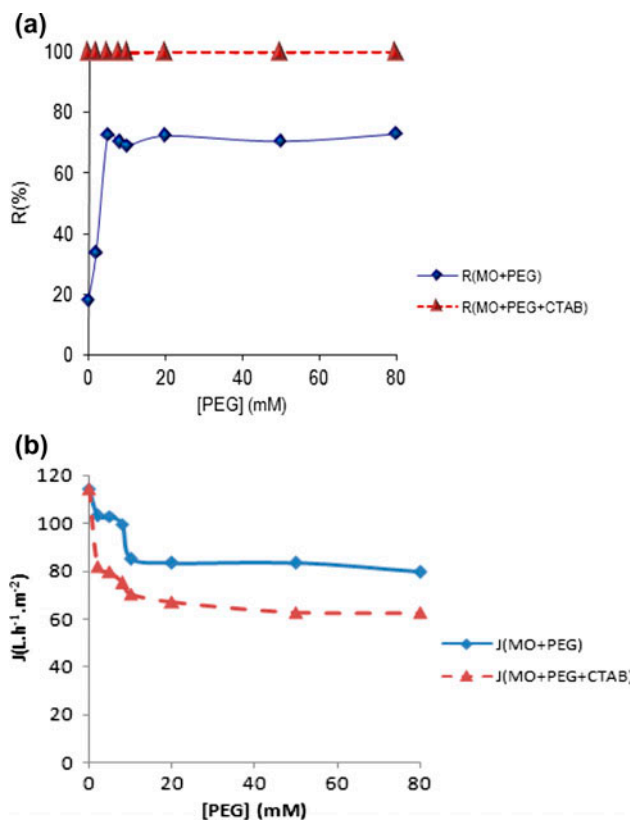 (a)
100
80
60
40
20
0
R(%)
0 20 40 60 80
[PEG] (mM)
R(MO+PEG)
R(MO+PEG+CTAB)
(b)
120
100
80
60
40
20
0
J(L.h⁻¹.m⁻²)
0 20 40 60 80
[PEG] (mM)
J(MO+PEG)
J(MO+PEG+CTAB)